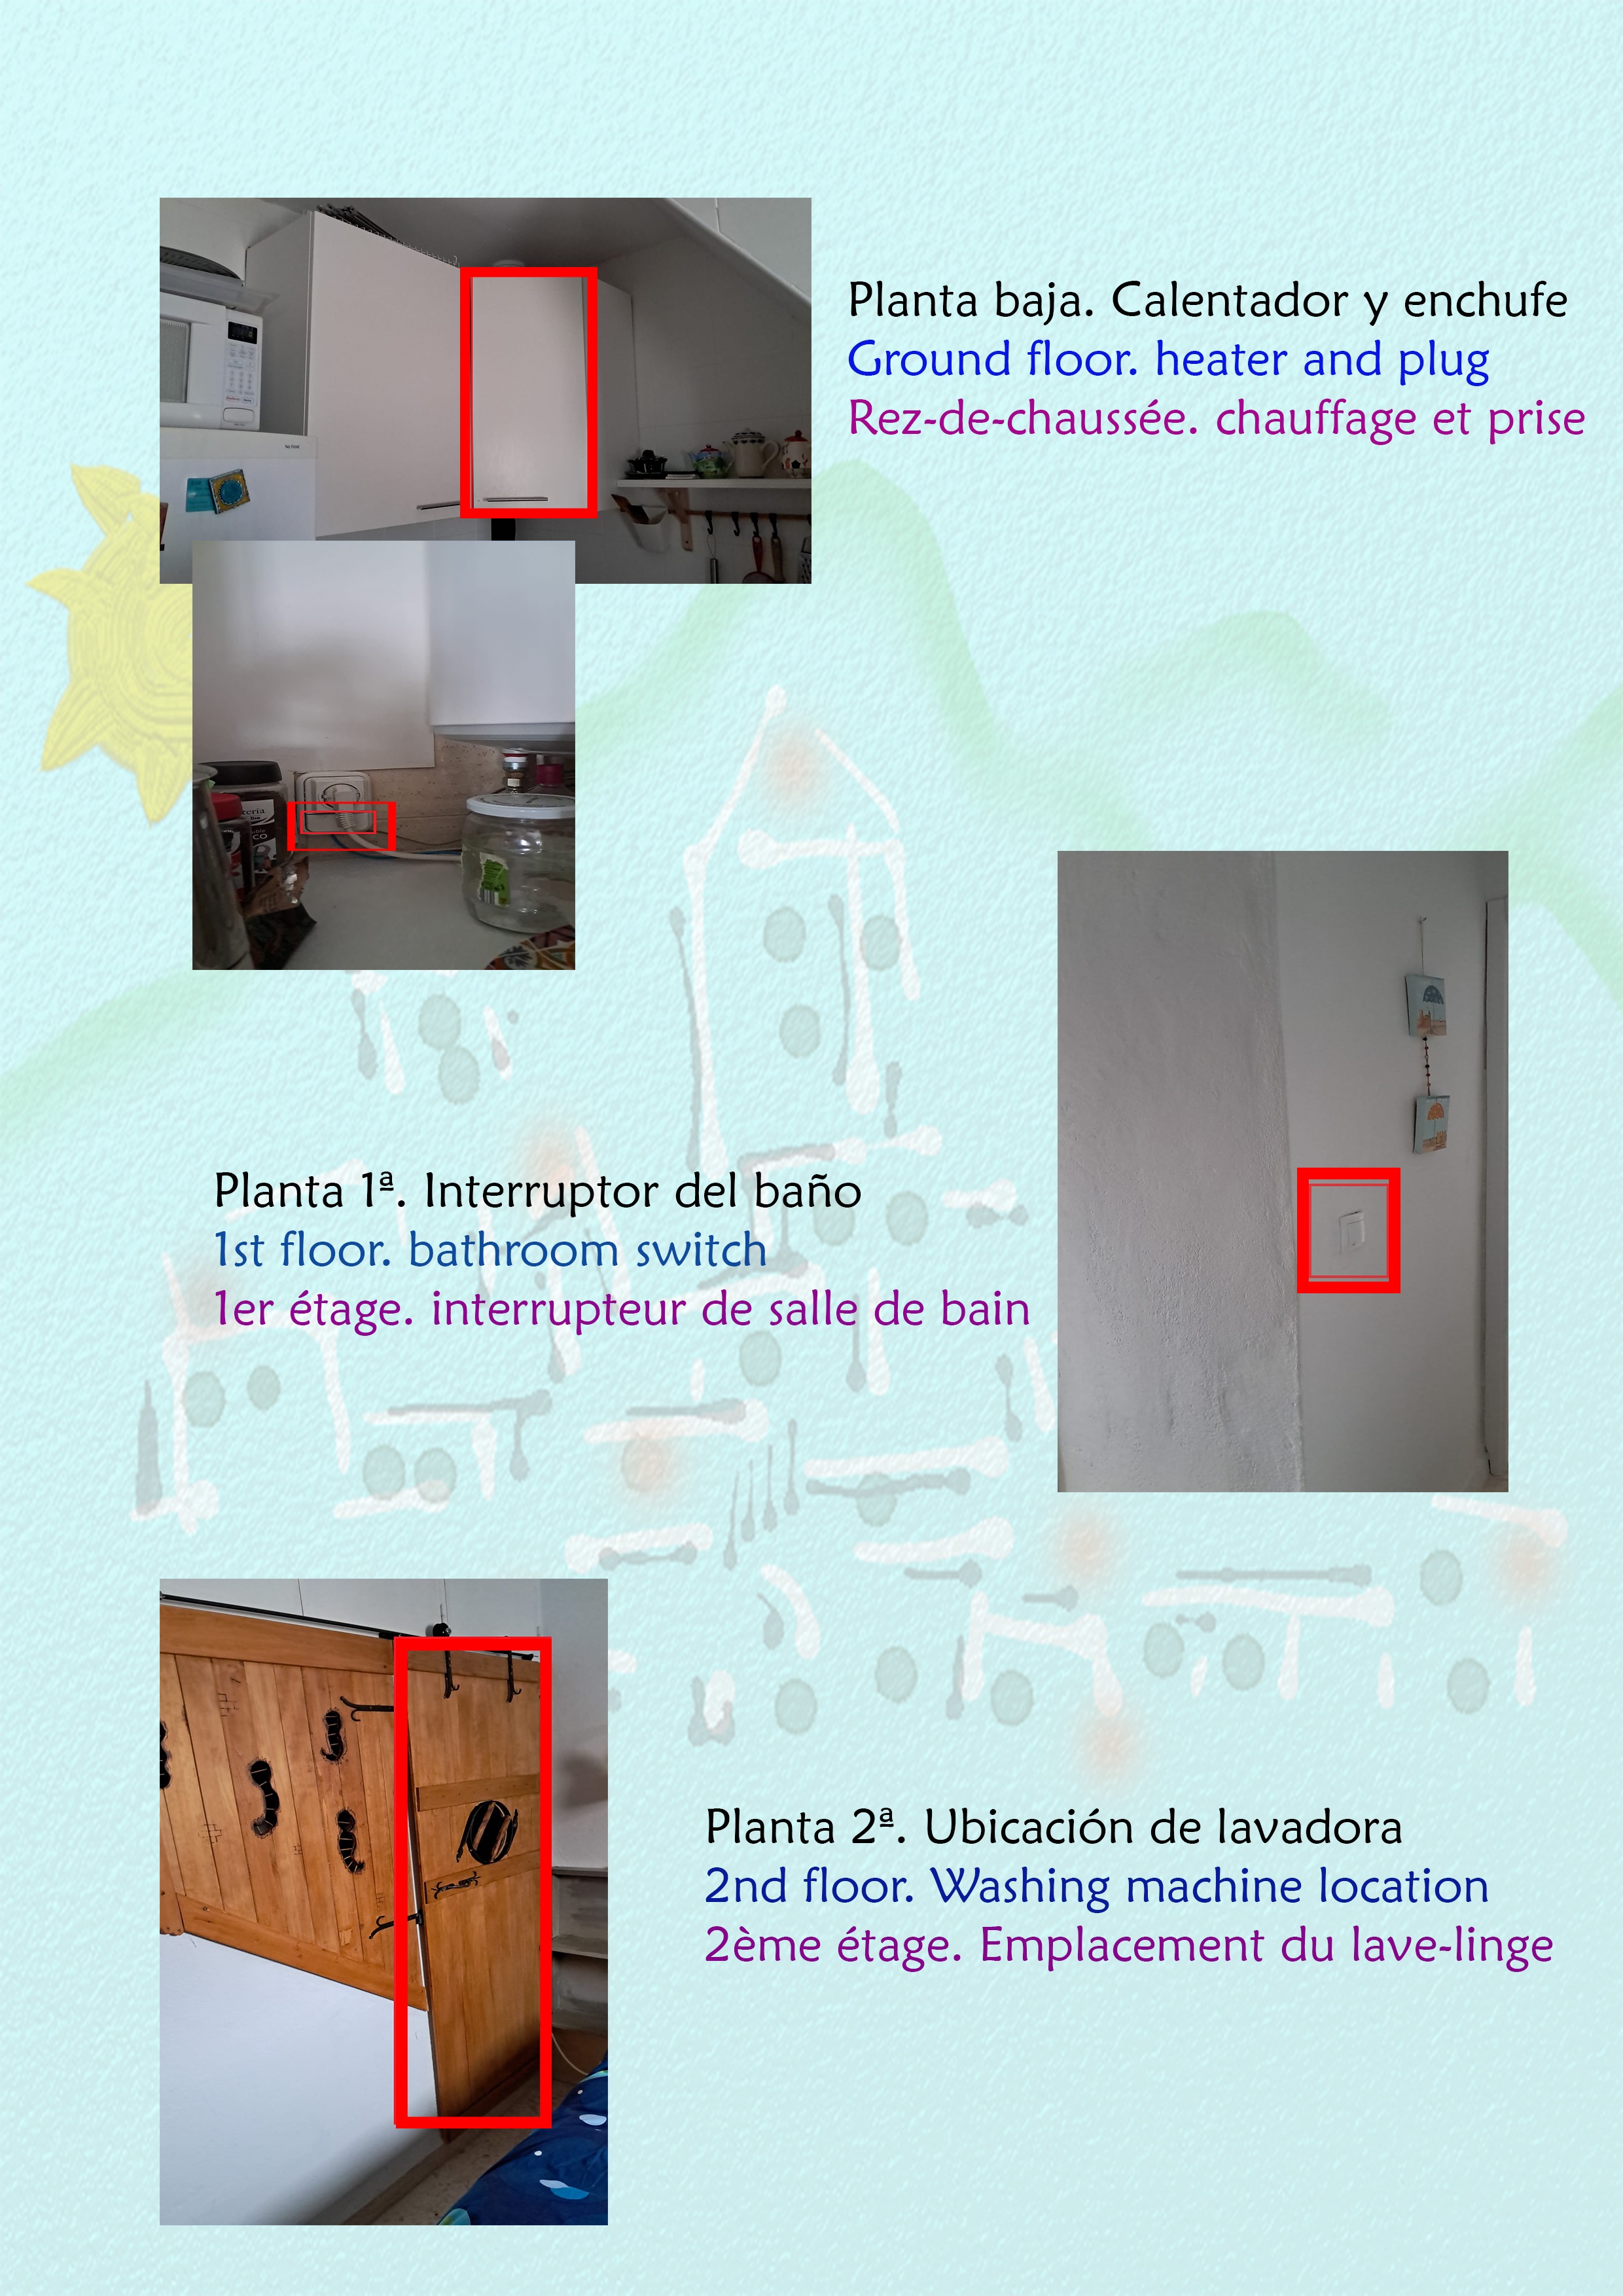 Planta baja. Calentador y enchufe
Ground floor. heater and plug
Rez-de-chaussée. chauffage et prise
Planta 1ª. Interruptor del baño
1st floor. bathroom switch
1er étage. interrupteur de salle de bain
Planta 2ª. Ubicación de lavadora
2nd floor. Washing machine location
2ème étage. Emplacement du lave-linge